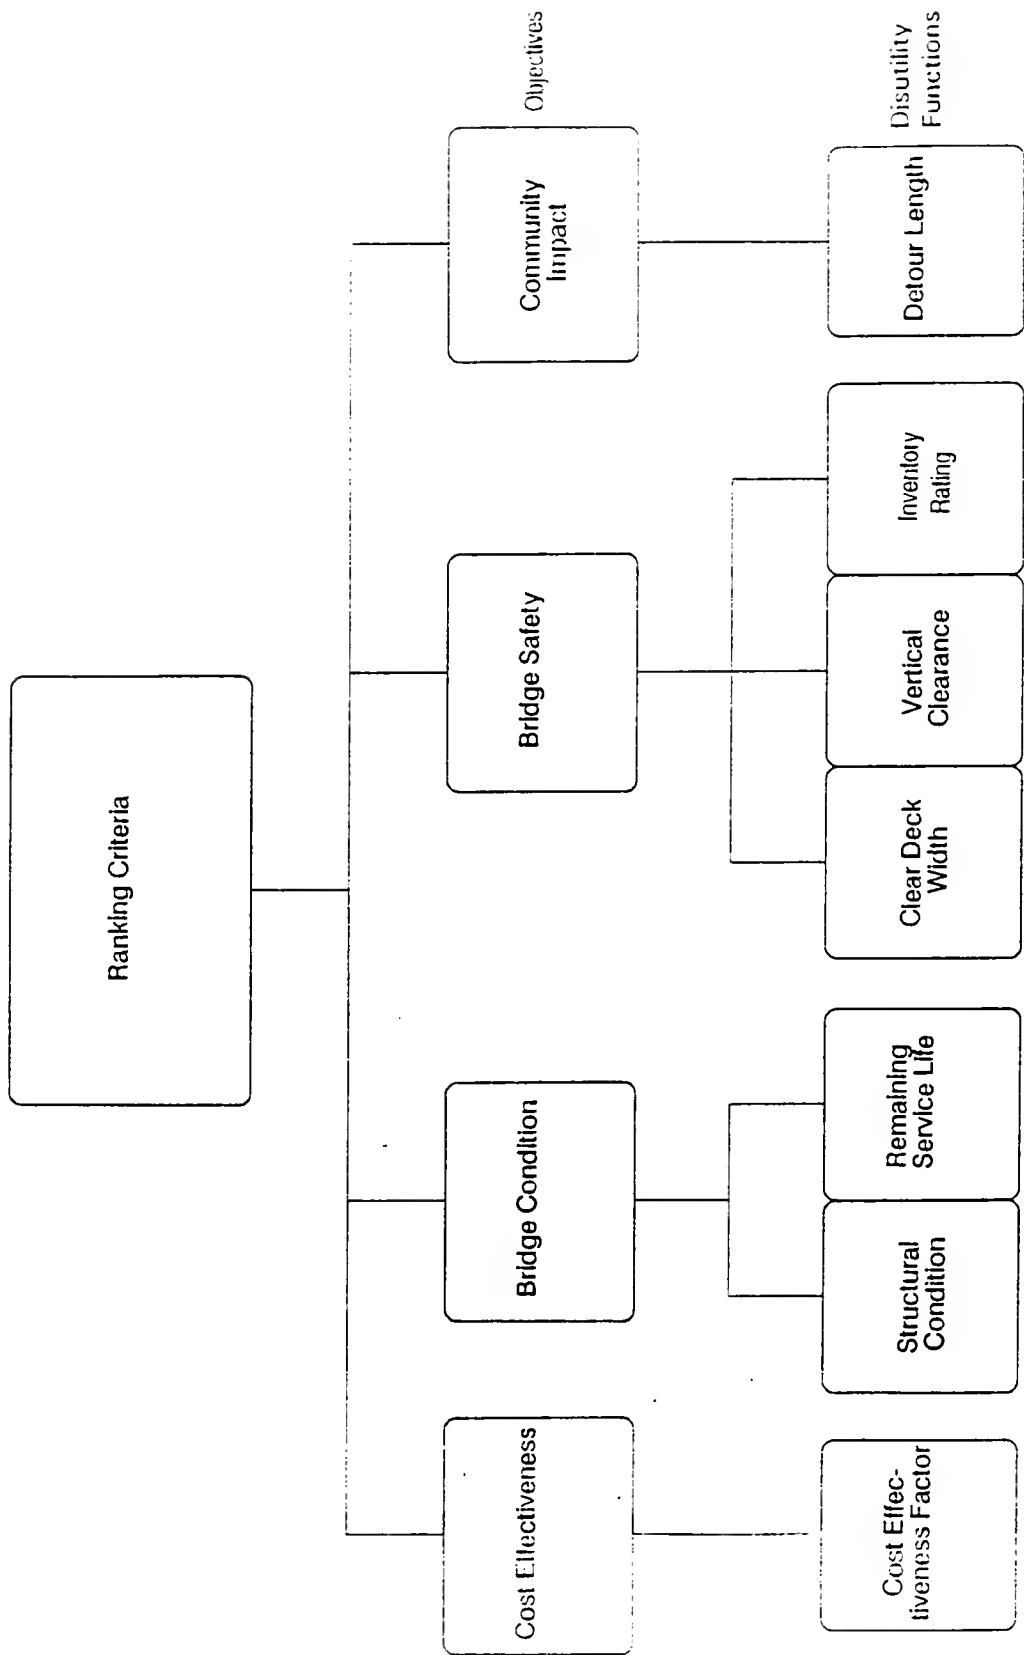 Ranking Criteria
Cost Effectiveness
Bridge Condition
Bridge Safety
Community
Impact
Objectives
Cost Effec-
tiveness Factor
Structural
Condition
Remaining
Service Life
Clear Deck
Width
Vertical
Clearance
Inventory
Rating
Detour Length
Disutility
Functions